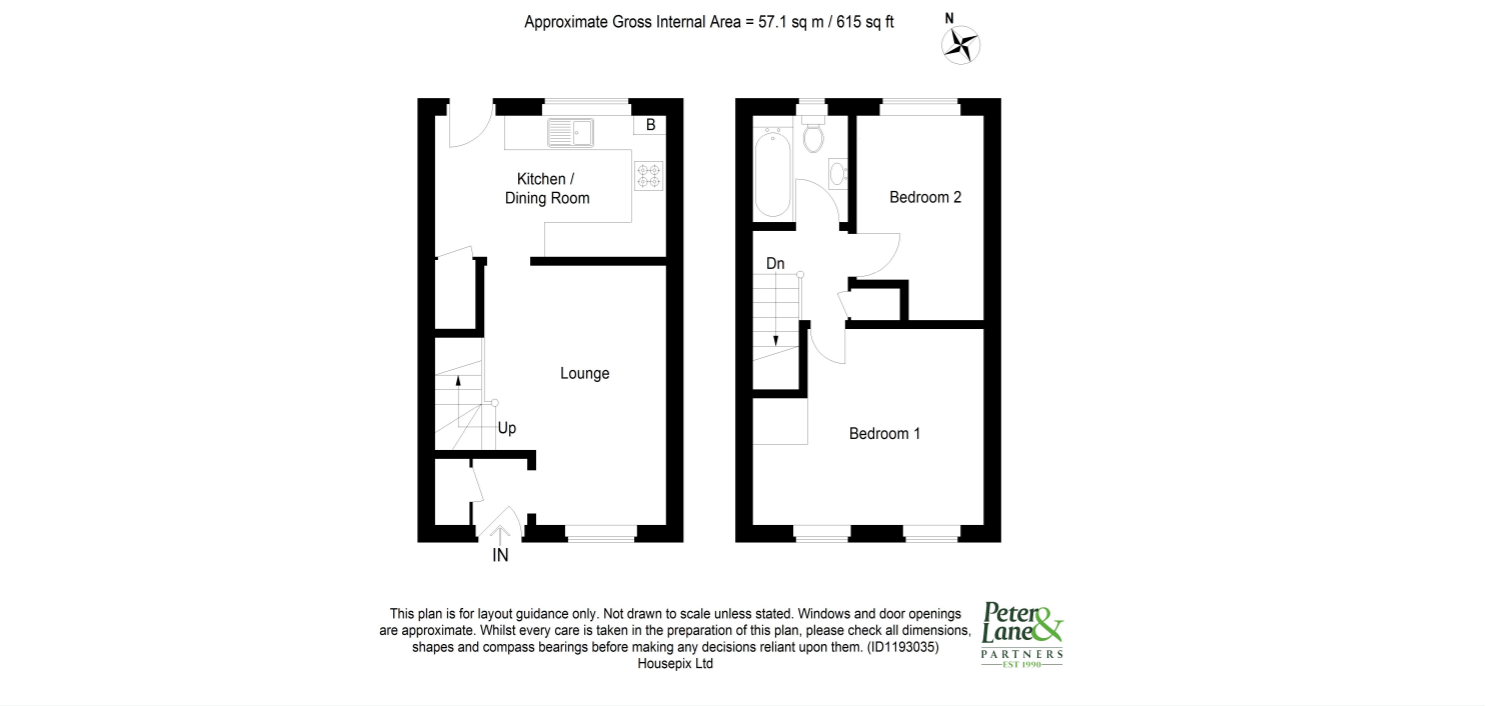 Approximate Gross Internal Area = 57.1 sq m / 615 sq ft
N
B
Kitchen /
Dining Room
Bedroom 2
Dn
Lounge
Up
Bedroom 1
IN
This plan is for layout guidance only. Not drawn to scale unless stated. Windows and door openings
are approximate. Whilst every care is taken in the preparation of this plan, please check all dimensions,
shapes and compass bearings before making any decisions reliant upon them. (ID1193035)
Housepix Ltd
Peter &
Lane
PARTNERS
EST 1990